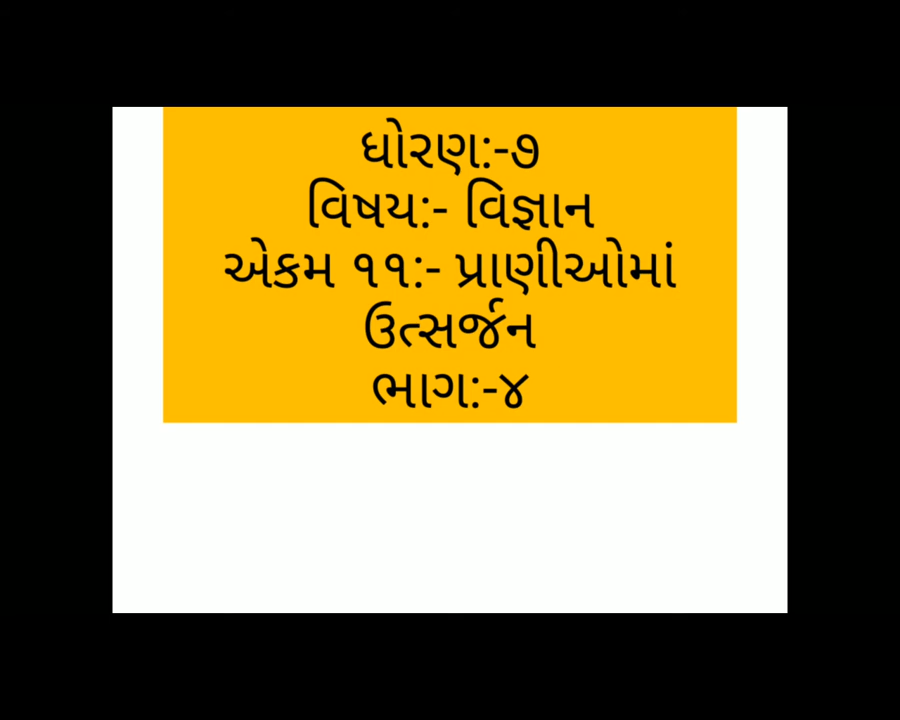 ધોરણ:-૭
વિષય:- વિજ્ઞાન
એકમ ૧૧:- પ્રાણીઓમાં
ઉત્સર્જન
ભાગ:-૪